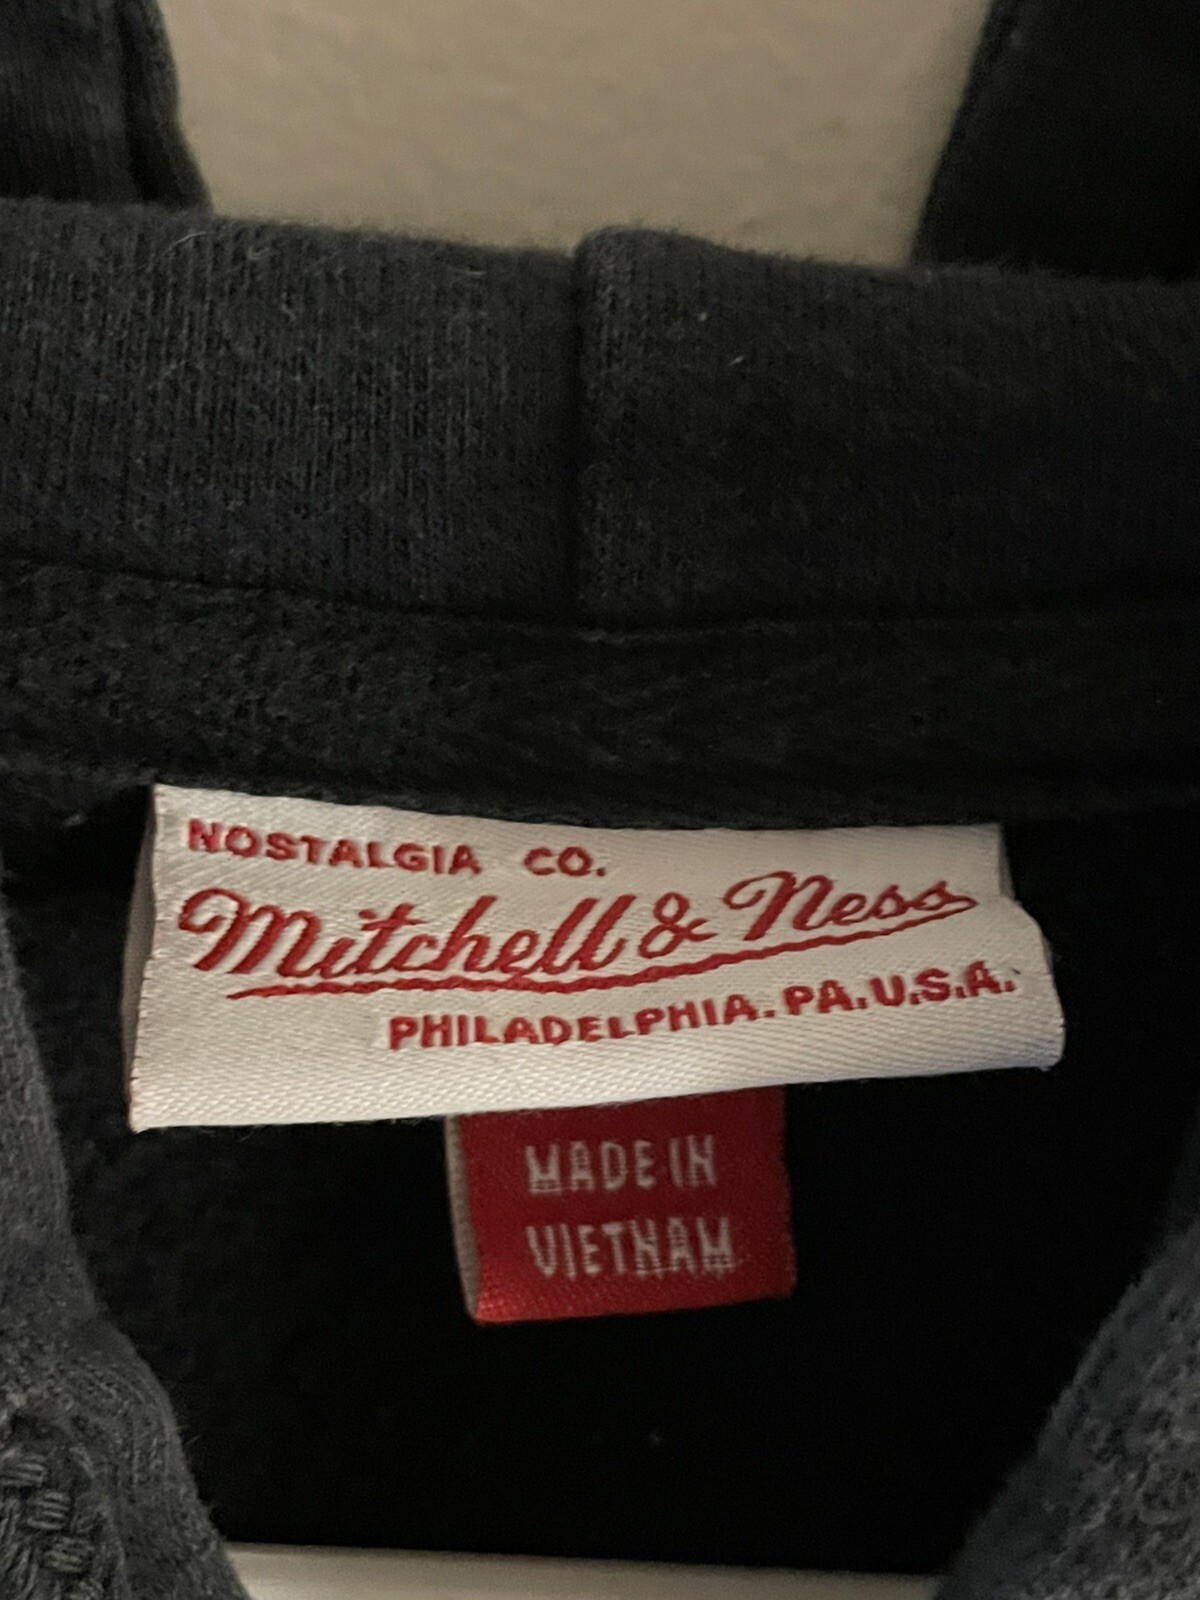 NOSTALGIA CO.
Mitchell & Ness
PHILADELPHIA. PA. U.S.A.
MADE IN
VIETNAM